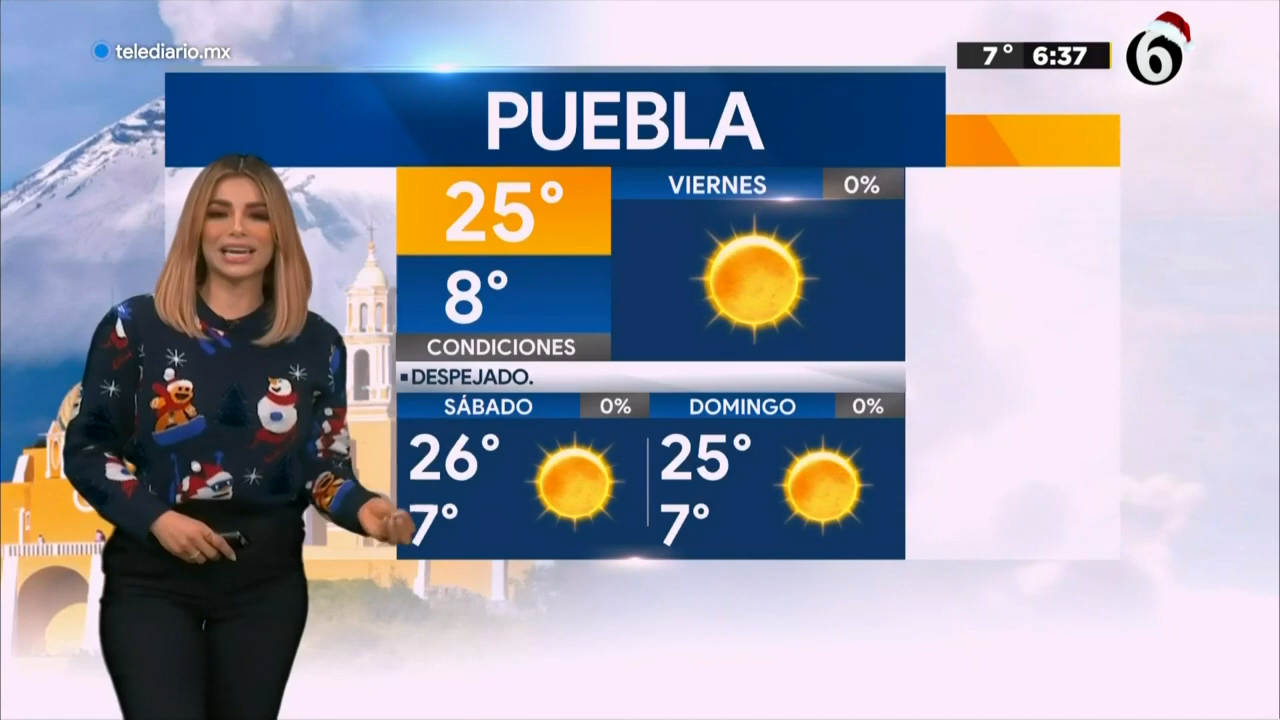 telediario.mx
7° 6:37
6
PUEBLA
25°
8°
CONDICIONES
VIERNES 0%
▪DESPEJADO.
SÁBADO 0%
26°
7°
DOMINGO 0%
25°
7°